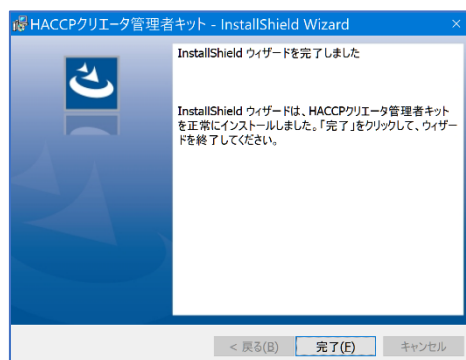 HACCPクリエータ管理者キット - InstallShield Wizard
InstallShield ウィザードを完了しました
InstallShield ウィザードは、HACCPクリエータ管理者キット
を正常にインストールしました。「完了」をクリックして、ウィザー
ドを終了してください。
< 戻る(B) 完了(F) キャンセル